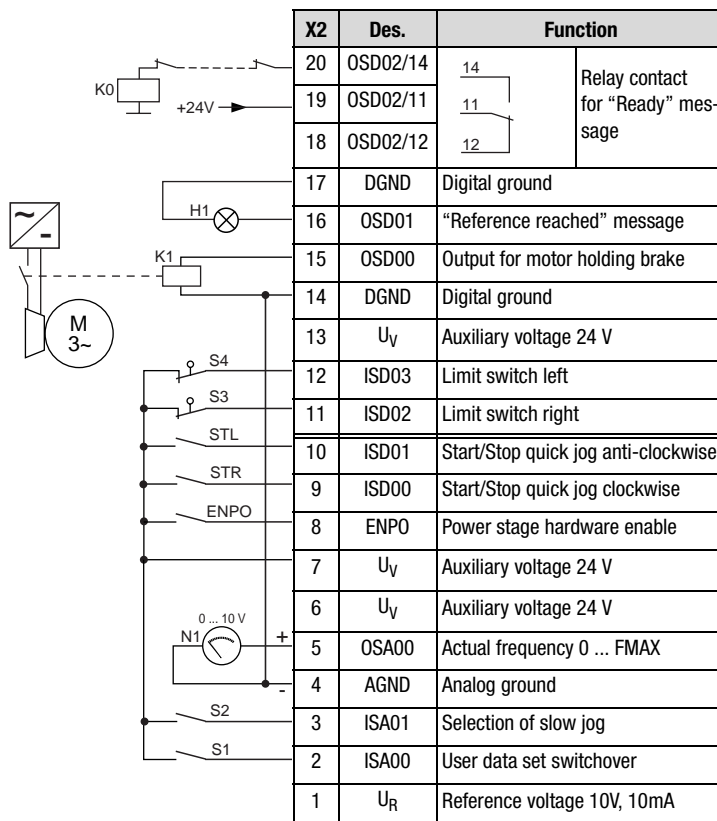 X2 Des. Function
20 OSD02/14 14 Relay contact
K0 +24V 19 OSD02/11 11 for “Ready” mes-
18 OSD02/12 12 sage
17 DGND Digital ground
H1 16 OSD01 “Reference reached” message
~ -
K1 15 OSD00 Output for motor holding brake
14 DGND Digital ground
M
3~
13 UV Auxiliary voltage 24 V
S4 12 ISD03 Limit switch left
S3 11 ISD02 Limit switch right
STL 10 ISD01 Start/Stop quick jog anti-clockwise
STR 9 ISD00 Start/Stop quick jog clockwise
ENPO 8 ENPO Power stage hardware enable
7 UV Auxiliary voltage 24 V
6 UV Auxiliary voltage 24 V
0 ... 10 V
N1 + 5 OSA00 Actual frequency 0 ... FMAX
- 4 AGND Analog ground
S2 3 ISA01 Selection of slow jog
S1 2 ISA00 User data set switchover
1 UR Reference voltage 10V, 10mA